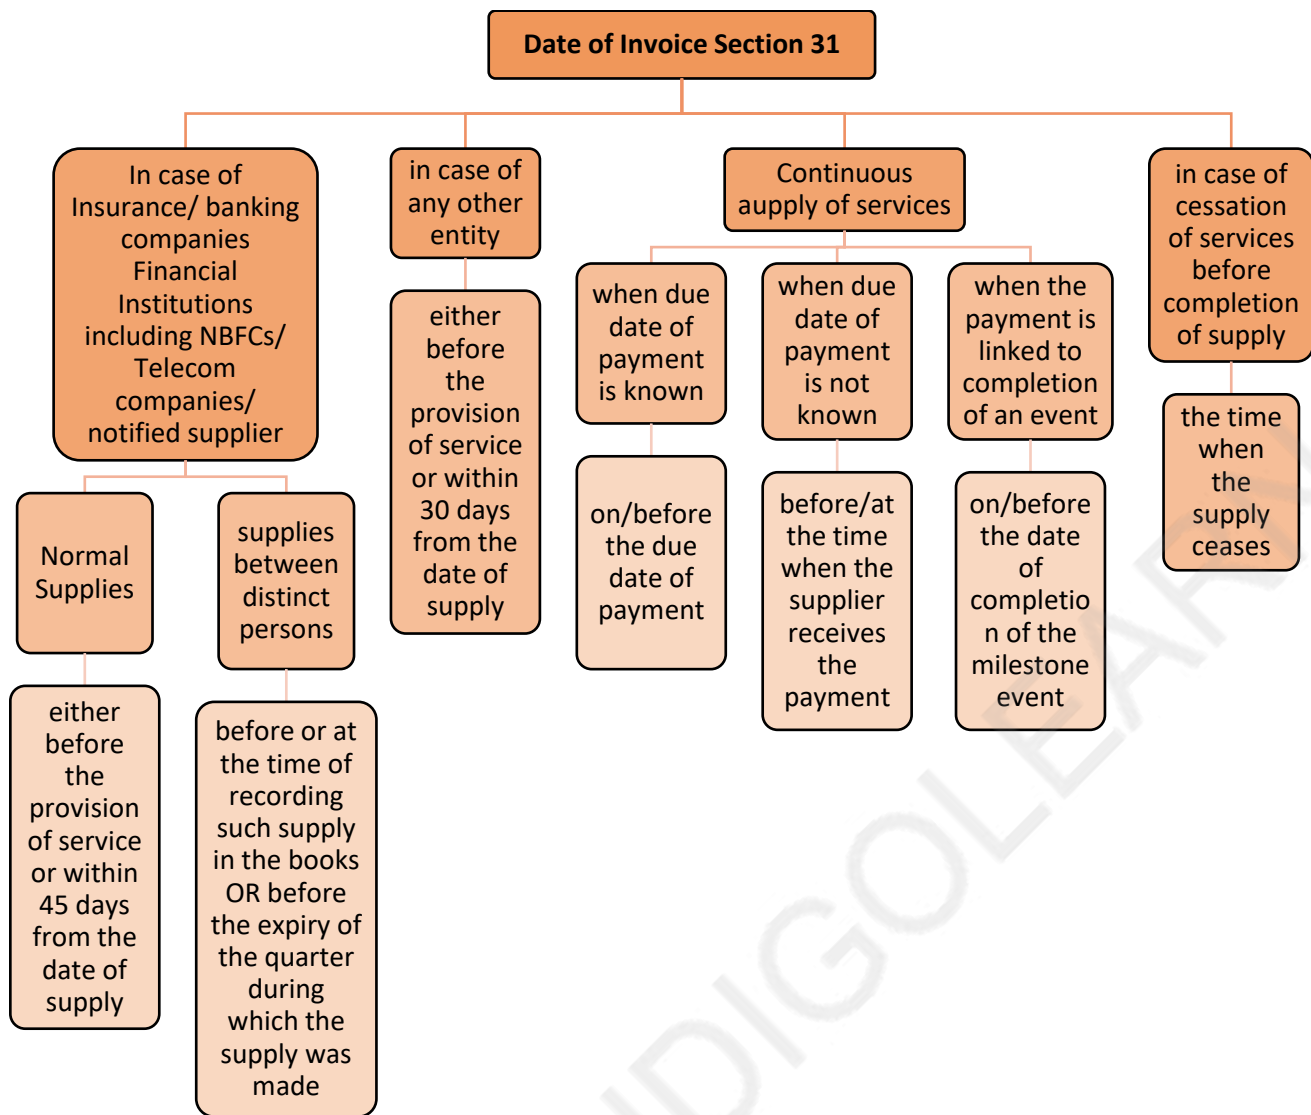 Date of Invoice Section 31
In case of
Insurance/ banking
companies
Financial
Institutions
including NBFCs/
Telecom
companies/
notified supplier
Normal
Supplies
either
before
the
provision
of service
or within
45 days
from the
date of
supply
supplies
between
distinct
persons
before or at
the time of
recording
such supply
in the books
OR before
the expiry of
the quarter
during
which the
supply was
made
in case of
any other
entity
either
before
the
provision
of service
or within
30 days
from the
date of
supply
Continuous
aupply of services
when due
date of
payment
is known
on/before
the due
date of
payment
when due
date of
payment
is not
known
before/at
the time
when the
supplier
receives
the
payment
when the
payment is
linked to
completion
of an event
on/before
the date
of
completio
n of the
milestone
event
in case of
cessation
of services
before
completion
of supply
the time
when
the
supply
ceases